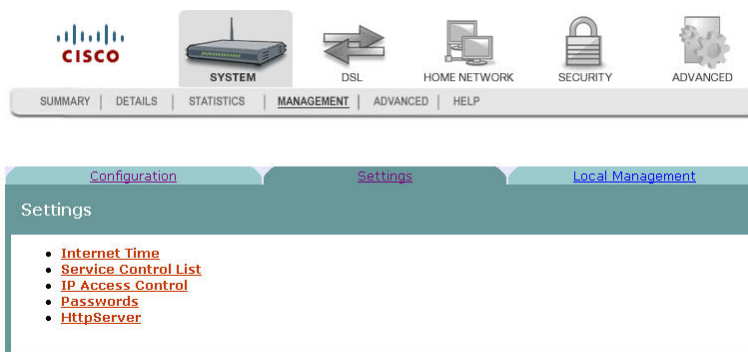 CISCO
SYSTEM DSL HOME NETWORK SECURITY ADVANCED
SUMMARY | DETAILS | STATISTICS | MANAGEMENT | ADVANCED | HELP
Configuration Settings Local Management
Settings
• Internet Time
• Service Control List
• IP Access Control
• Passwords
• HttpServer